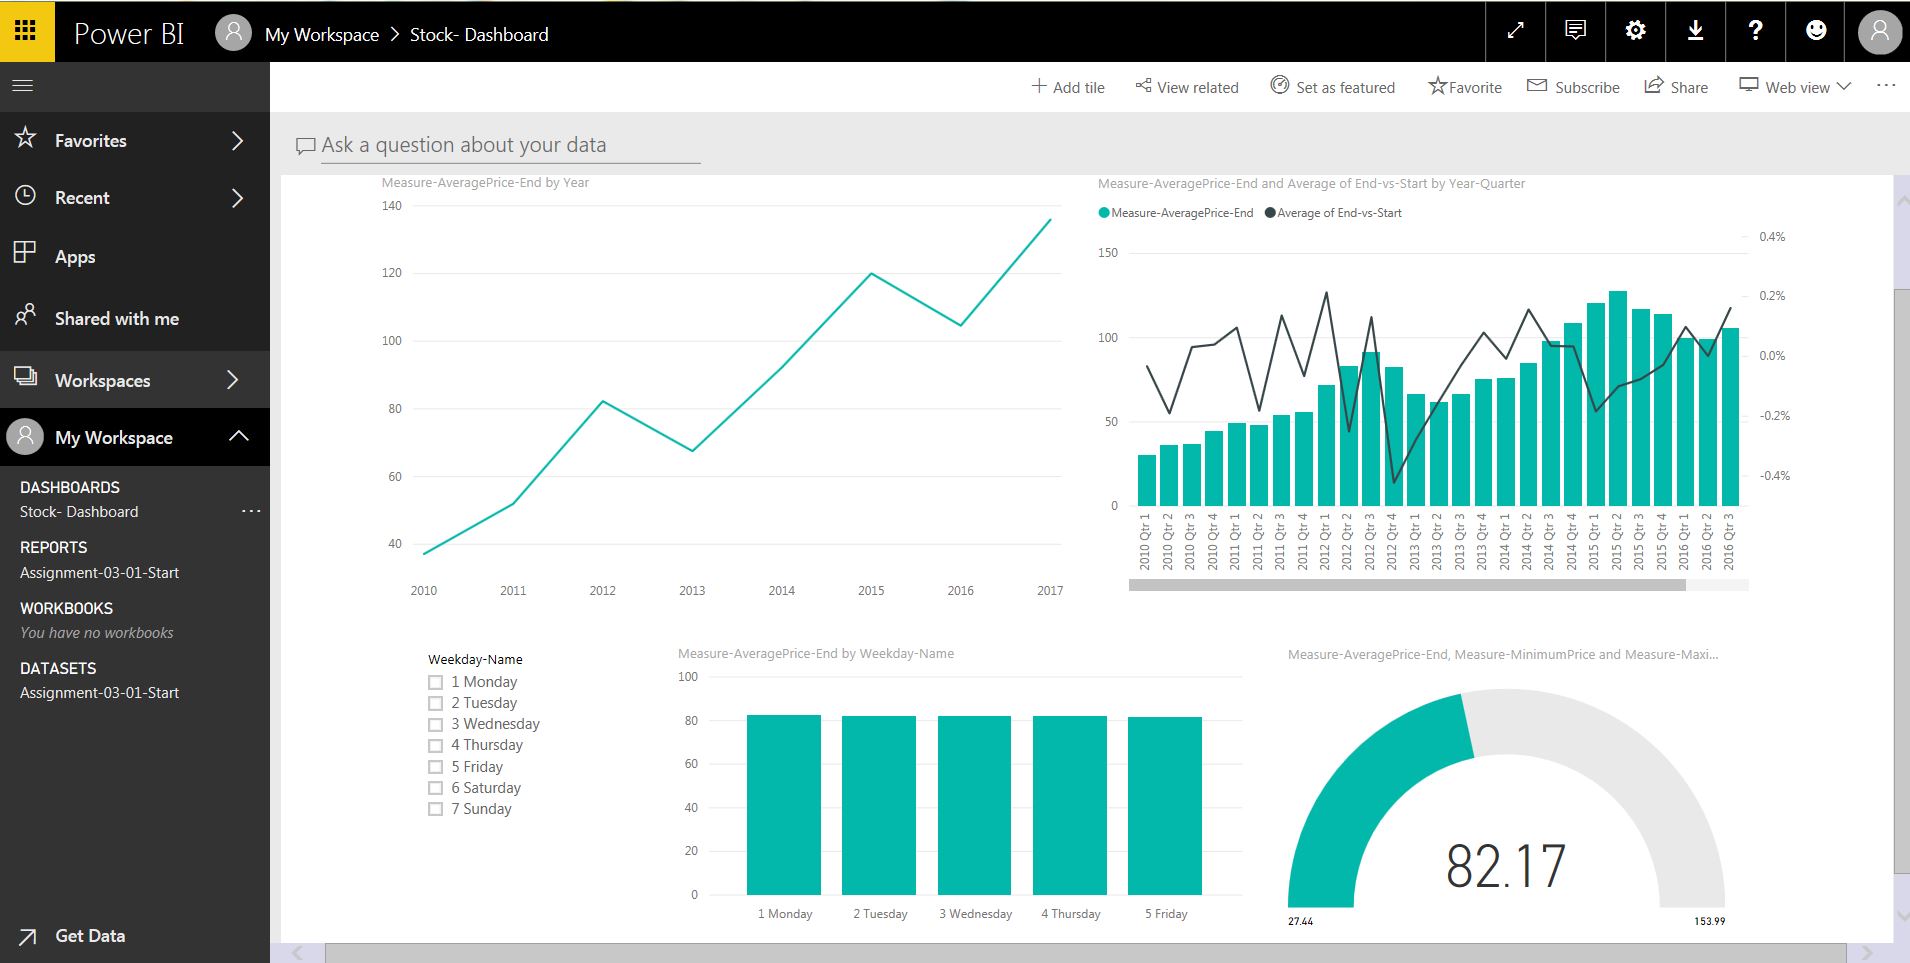 Power BI My Workspace > Stock- Dashboard ?
Add tile View related Set as featured Favorite Subscribe Share Web view ...
Favorites
Recent
Apps
Shared with me
Workspaces
My Workspace
DASHBOARDS
Stock- Dashboard ...
REPORTS
Assignment-03-01-Start
WORKBOOKS
You have no workbooks
DATASETS
Assignment-03-01-Start
Get Data
Ask a question about your data
Measure-AveragePrice-End by Year
140
120
100
80
60
40
2010 2011 2012 2013 2014 2015 2016 2017
Measure-AveragePrice-End and Average of End-vs-Start by Year-Quarter
Measure-AveragePrice-End Average of End-vs-Start
150
100
50
0
0.4%
0.2%
0.0%
-0.2%
-0.4%
2010 Qtr 1
2010 Qtr 2
2010 Qtr 3
2010 Qtr 4
2011 Qtr 1
2011 Qtr 2
2011 Qtr 3
2011 Qtr 4
2012 Qtr 1
2012 Qtr 2
2012 Qtr 3
2012 Qtr 4
2013 Qtr 1
2013 Qtr 2
2013 Qtr 3
2013 Qtr 4
2014 Qtr 1
2014 Qtr 2
2014 Qtr 3
2014 Qtr 4
2015 Qtr 1
2015 Qtr 2
2015 Qtr 3
2015 Qtr 4
2016 Qtr 1
2016 Qtr 2
2016 Qtr 3
Weekday-Name
1 Monday
2 Tuesday
3 Wednesday
4 Thursday
5 Friday
6 Saturday
7 Sunday
Measure-AveragePrice-End by Weekday-Name
100
80
60
40
20
0
1 Monday 2 Tuesday 3 Wednesday 4 Thursday 5 Friday
Measure-AveragePrice-End, Measure-MinimumPrice and Measure-Maxi...
82.17
27.44 153.99